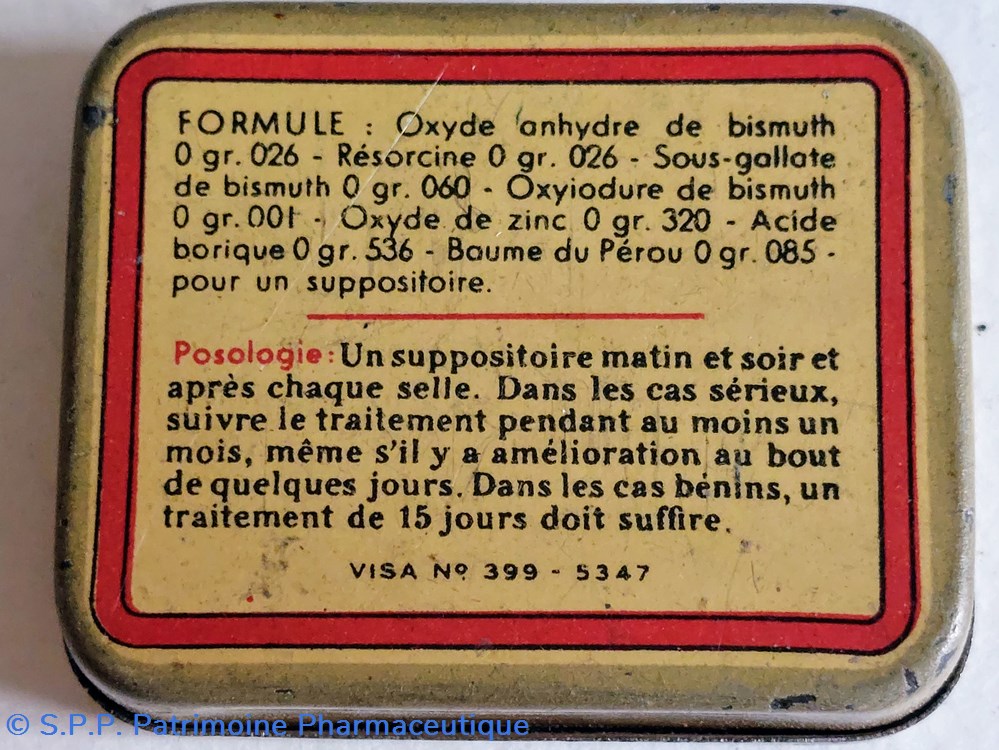 FORMULE : Oxyde anhydre de bismuth
0 gr. 026 - Résorcine 0 gr. 026 - Sous-gallate
de bismuth 0 gr. 060 - Oxyiodure de bismuth
0 gr. 001 - Oxyde de zinc 0 gr. 320 - Acide
borique 0 gr. 536 - Baume du Pérou 0 gr. 085 -
pour un suppositoire.
Posologie : Un suppositoire matin et soir et
après chaque selle. Dans les cas sérieux,
suivre le traitement pendant au moins un
mois, même s'il y a amélioration au bout
de quelques jours. Dans les cas bénins, un
traitement de 15 jours doit suffire.
VISA Nº 399 - 5347
© S.P.P. Patrimoine Pharmaceutique